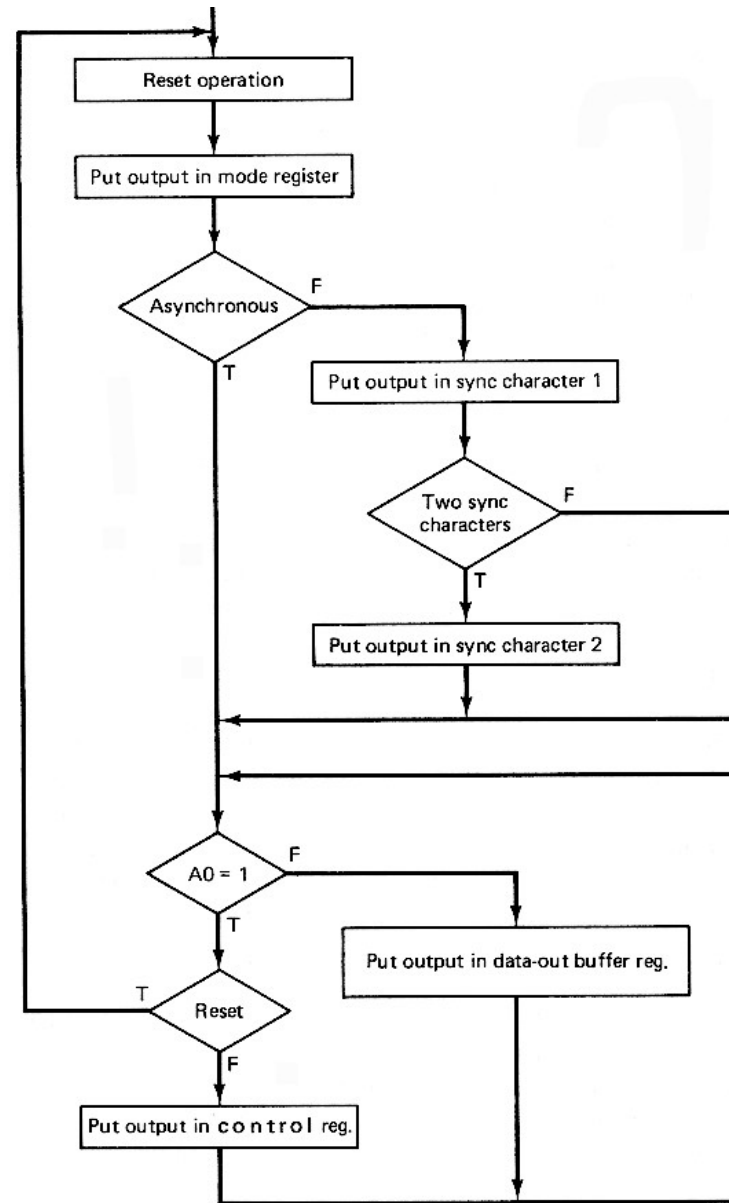 Reset operation
Put output in mode register
Asynchronous
F
T
Put output in sync character 1
Two sync
characters
F
T
Put output in sync character 2
A0 = 1
F
T
Put output in data-out buffer reg.
T
Reset
F
Put output in control reg.